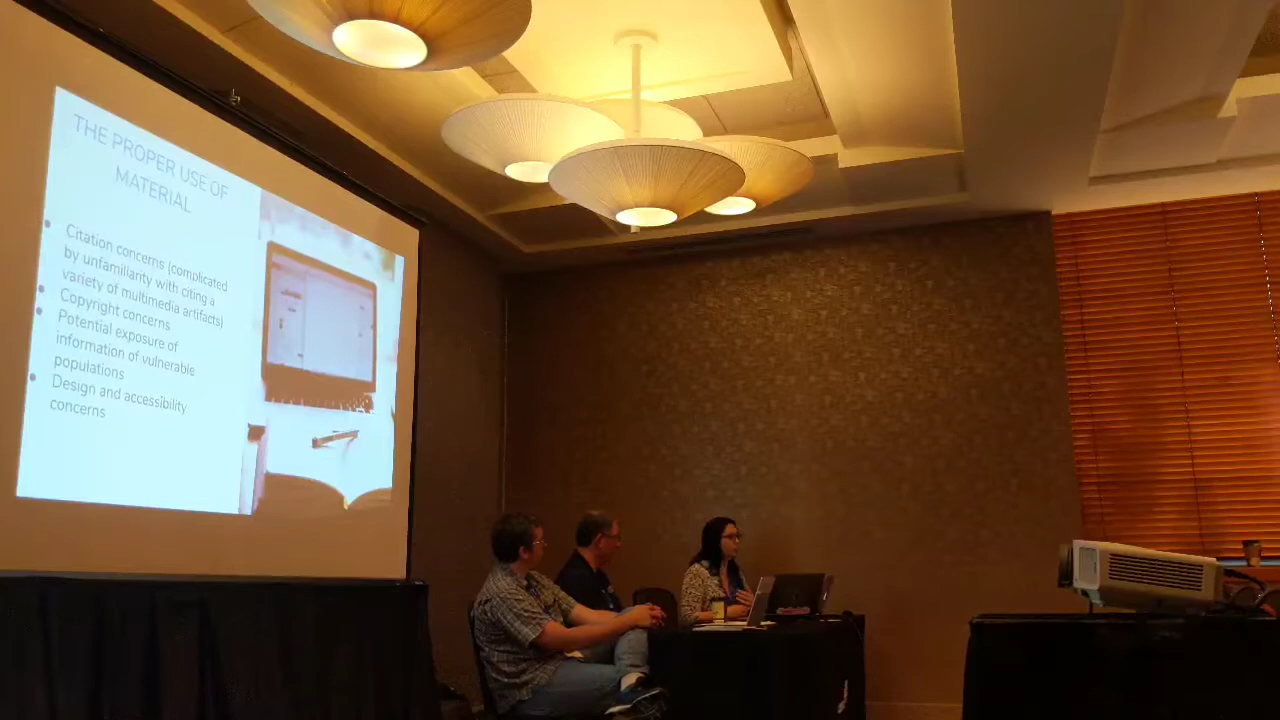 THE PROPER USE OF
MATERIAL
Citation concerns (complicated
by unfamiliarity with citing a
variety of multimedia artifacts)
Copyright concerns
Potential exposure of
information of vulnerable
populations
Design and accessibility
concerns